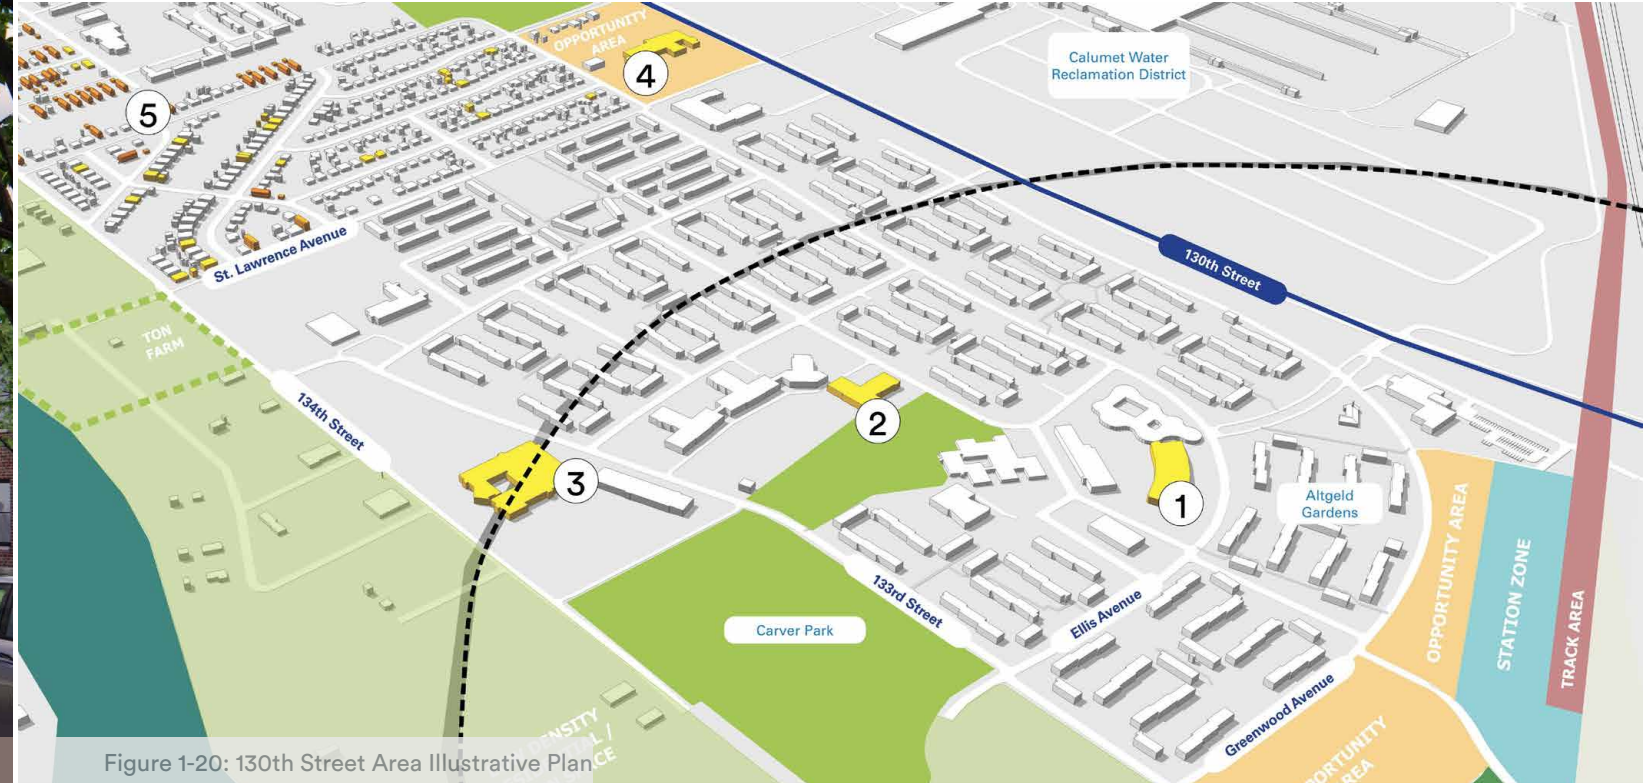 OPPORTUNITY
AREA
4
Calumet Water
Reclamation District
5
St. Lawrence Avenue
130th Street
TON
FARM
134th Street
2
3
1
Altgeld
Gardens
OPPORTUNITY AREA
STATION ZONE
TRACK AREA
133rd Street
Ellis Avenue
Carver Park
Greenwood Avenue
DENSITY
Figure 1-20: 130th Street Area Illustrative Plan